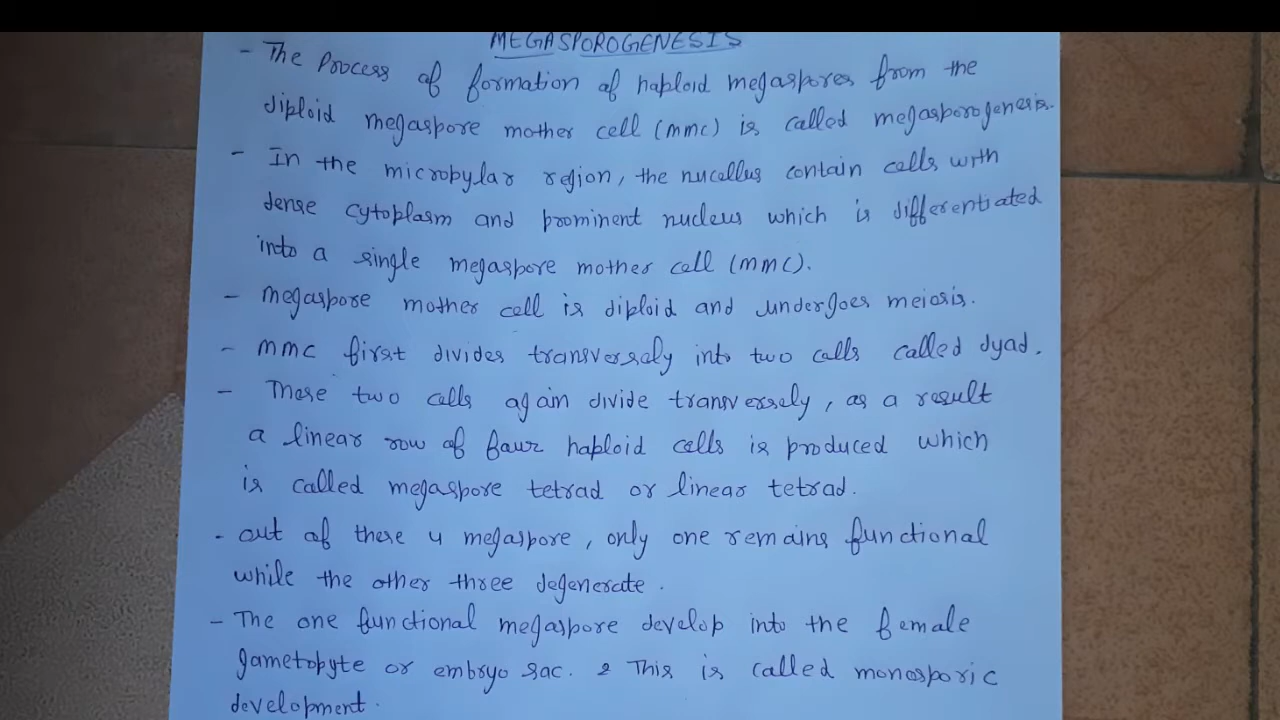 MEGASPOROGENESIS
- The process of formation of haploid megaspores from the
diploid megaspore mother cell (mmc) is called megasporogenesis.
- In the micropylar region, the nucellus contain cells with
dense cytoplasm and prominent nucleus which is differentiated
into a single megaspore mother cell (mmc).
- megaspore mother cell is diploid and undergoes meiosis.
- mmc first divides transversely into two cells called dyad.
- These two cells again divide transversely, as a result
a linear row of four haploid cells is produced which
is called megaspore tetrad or linear tetrad.
- out of these 4 megaspore, only one remains functional
while the other three degenerate.
- The one functional megaspore develop into the female
gametophyte or embryo sac. & This is called monosporic
development.